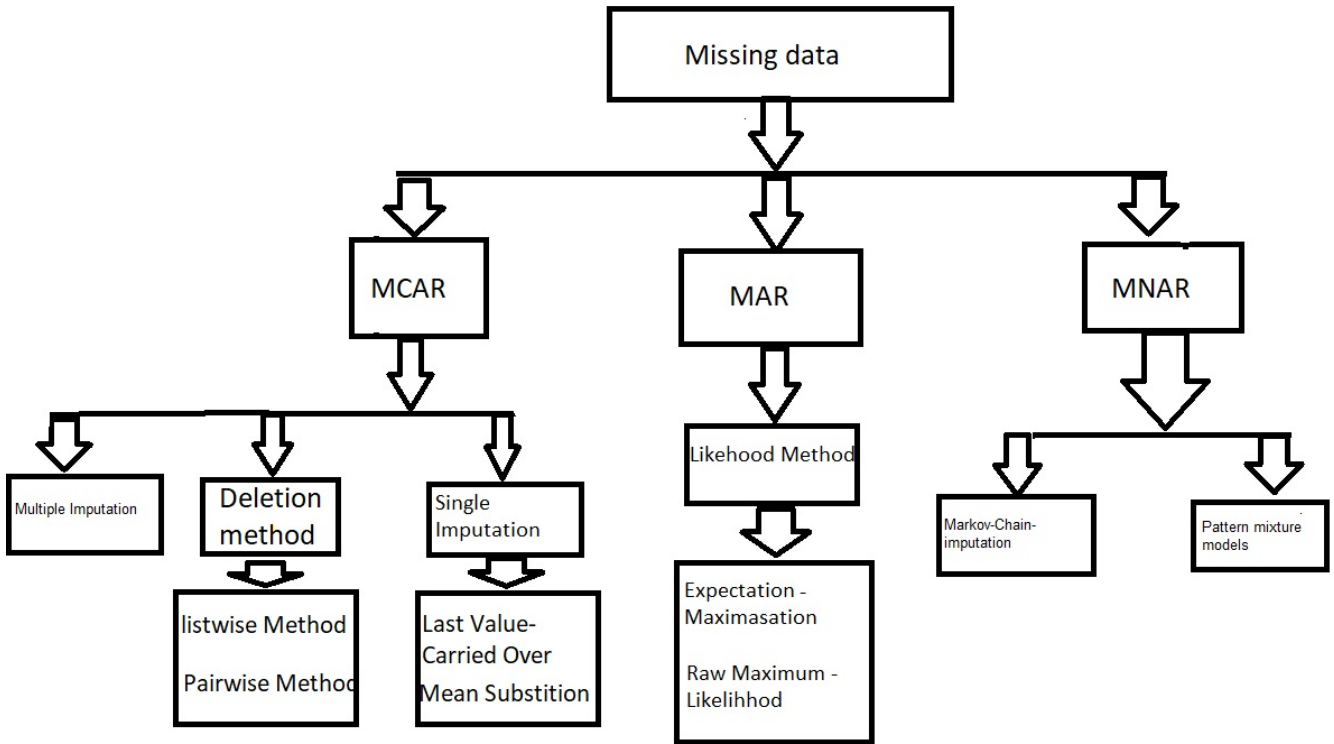 Missing data
MCAR
MAR
MNAR
Multiple Imputation
Deletion
method
Single
Imputation
Likehood Method
Markov-Chain-
imputation
Pattern mixture
models
listwise Method
Pairwise Method
Last Value-
Carried Over
Mean Substition
Expectation -
Maximasation
Raw Maximum -
Likelihhod